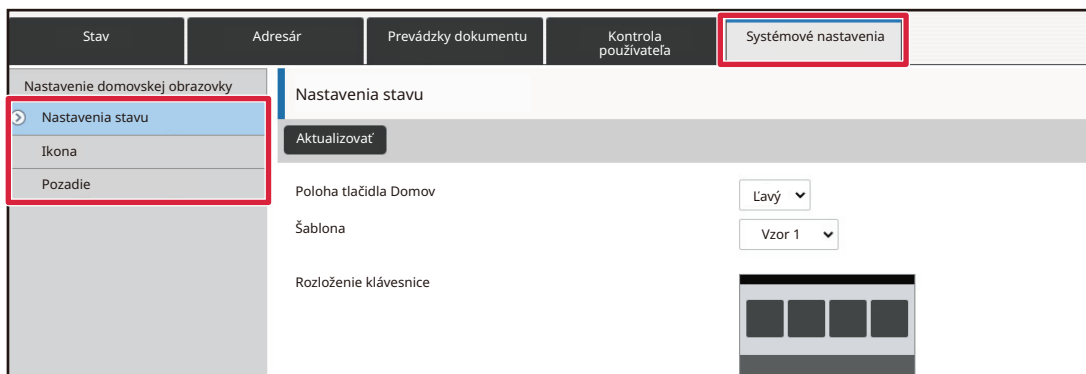 Stav
Adresár
Prevádzky dokumentu
Kontrola
používateľa
Systémové nastavenia
Nastavenie domovskej obrazovky
Nastavenia stavu
Ikona
Pozadie
Nastavenia stavu
Aktualizovať
Poloha tlačidla Domov
Ľavý
Šablona
Vzor 1
Rozloženie klávesnice